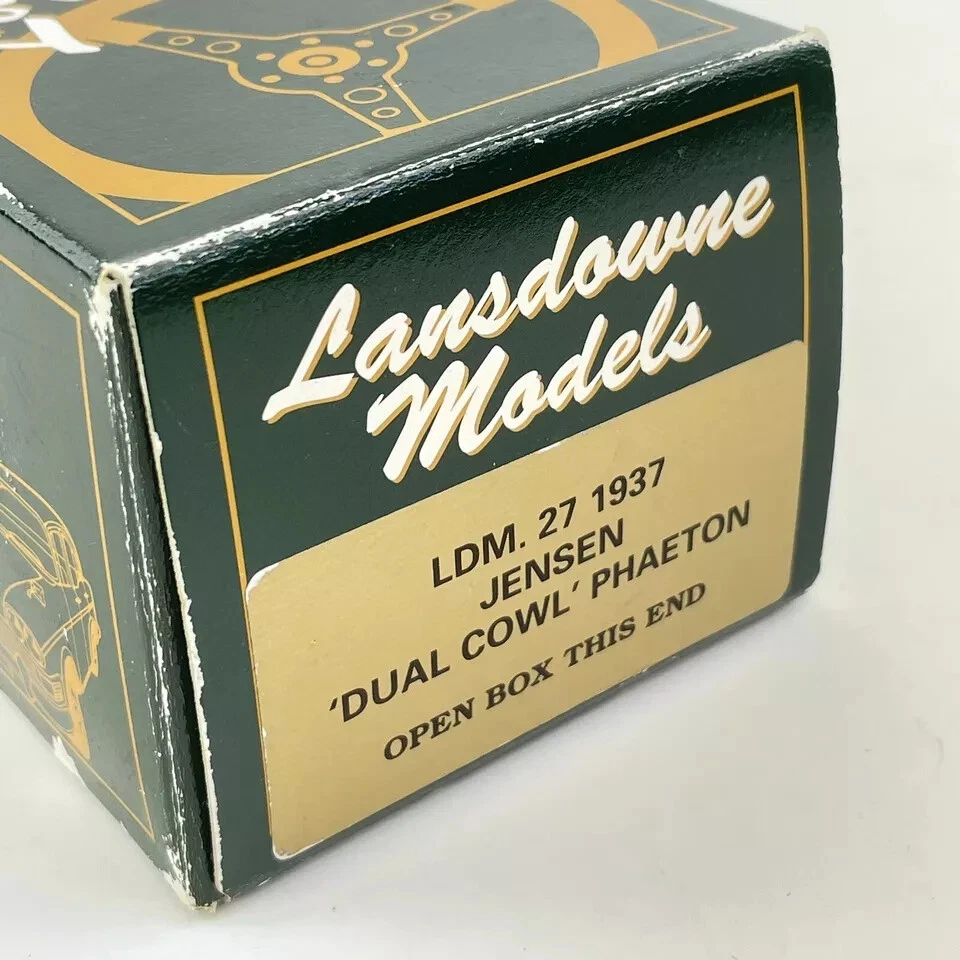 Lansdowne
Models
LDM. 27 1937
JENSEN
'DUAL COWL' PHAETON
OPEN BOX THIS END